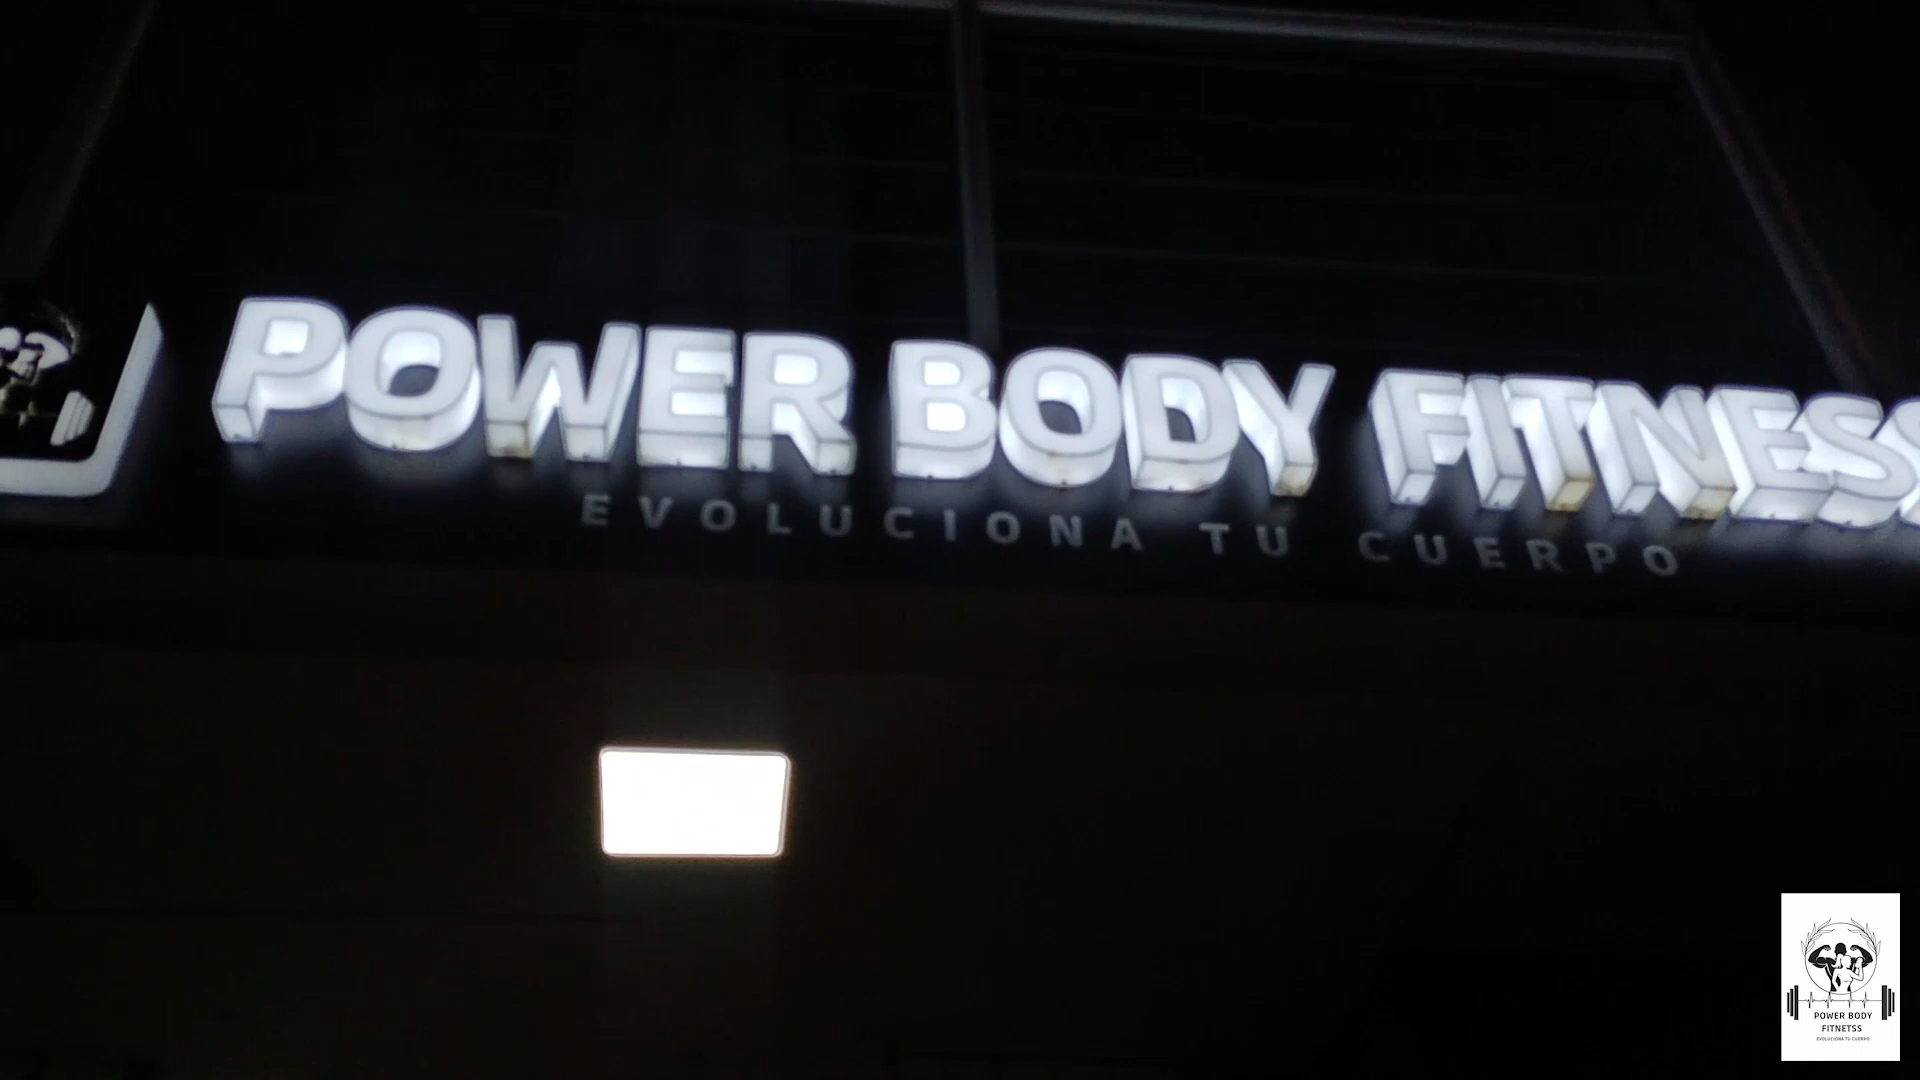 POWER BODY FITNESS
EVOLUCIONA TU CUERPO
POWER BODY
FITNETSS
EVOLUCIONA TU CUERPO